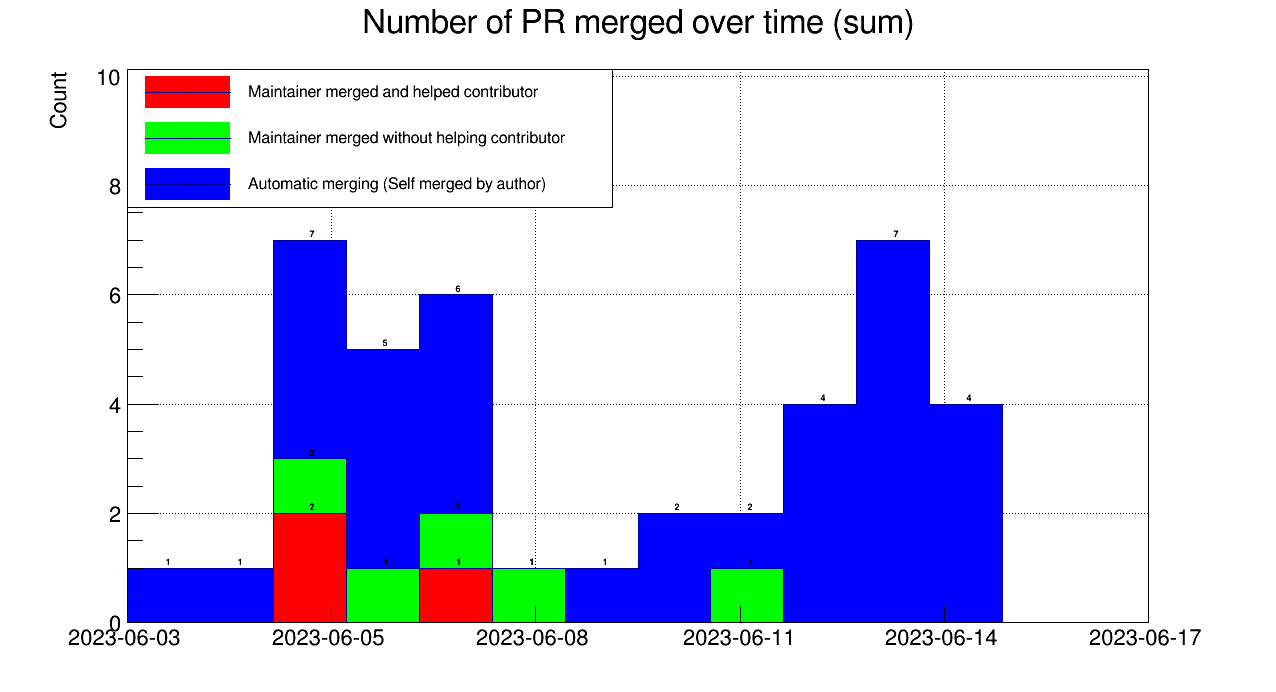 Number of PR merged over time (sum)
Count
10
Maintainer merged and helped contributor
Maintainer merged without helping contributor
8
Automatic merging (Self merged by author)
7 7
6 6
5
4 4 4
3
2 2 2 2 2
1 1 1 1 1 1 1
0
2023-06-03 2023-06-05 2023-06-08 2023-06-11 2023-06-14 2023-06-17